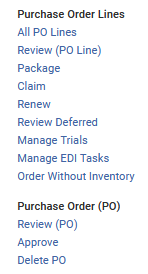 Purchase Order Lines
All PO Lines
Review (PO Line)
Package
Claim
Renew
Review Deferred
Manage Trials
Manage EDI Tasks
Order Without Inventory
Purchase Order (PO)
Review (PO)
Approve
Delete PO